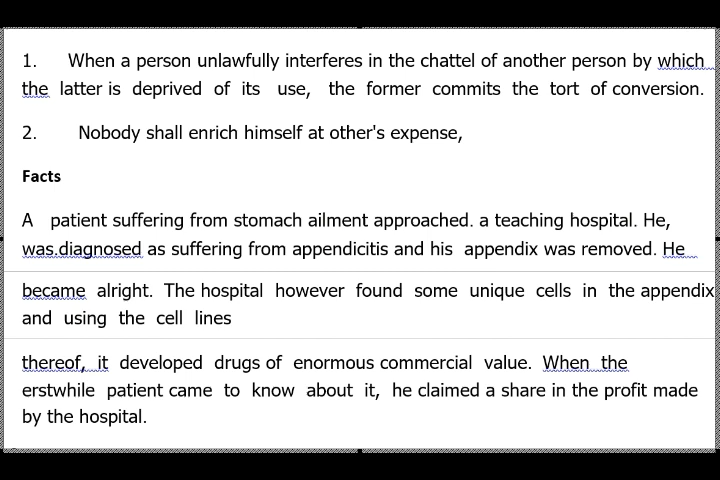 1. When a person unlawfully interferes in the chattel of another person by which
the latter is deprived of its use, the former commits the tort of conversion.
2. Nobody shall enrich himself at other's expense,
Facts
A patient suffering from stomach ailment approached. a teaching hospital. He,
was.diagnosed as suffering from appendicitis and his appendix was removed. He
became alright. The hospital however found some unique cells in the appendix
and using the cell lines
thereof, it developed drugs of enormous commercial value. When the
erstwhile patient came to know about it, he claimed a share in the profit made
by the hospital.